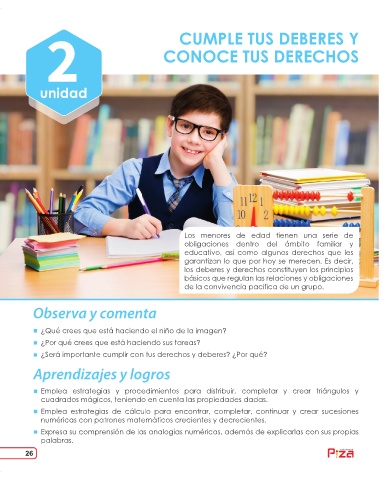 2
unidad
CUMPLE TUS DEBERES Y
CONOCE TUS DERECHOS
11 12 1
10 2
Los menores de edad tienen una serie de
obligaciones dentro del ámbito familiar y
educativo, así como algunos derechos que les
garantizan lo que por hoy se merecen. Es decir,
los deberes y derechos constituyen los principios
básicos que regulan las relaciones y obligaciones
de la convivencia pacífica de un grupo.
Observa y comenta
¿Qué crees que está haciendo el niño de la imagen?
¿Por qué crees que está haciendo sus tareas?
¿Será importante cumplir con tus derechos y deberes? ¿Por qué?
Aprendizajes y logros
Emplea estrategias y procedimientos para distribuir, completar y crear triángulos y
cuadrados mágicos, teniendo en cuenta las propiedades dadas.
Emplea estrategias de cálculo para encontrar, completar, continuar y crear sucesiones
numéricas con patrones matemáticos crecientes y decrecientes.
Expresa su comprensión de las analogías numéricas, además de explicarlas con sus propias
palabras.
26
Piza